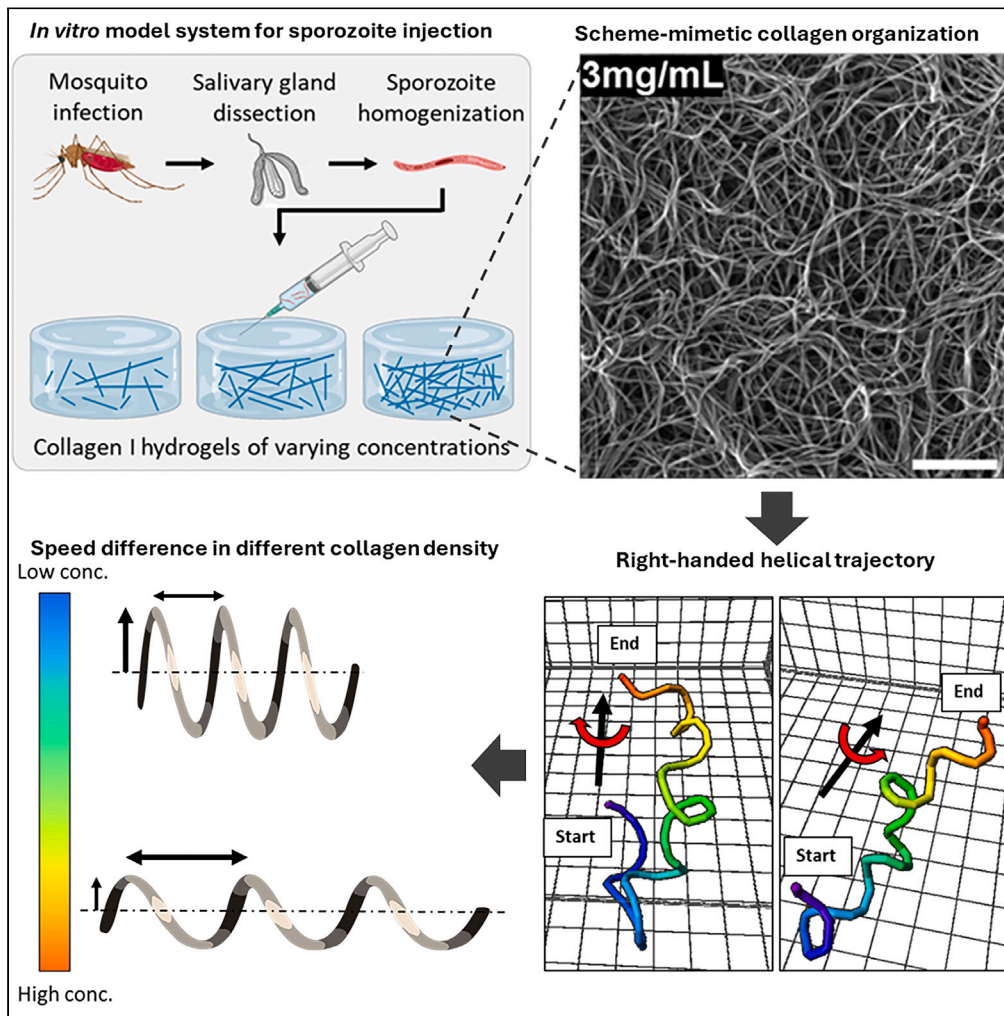 In vitro model system for sporozoite injection
Mosquito
infection
Salivary gland
dissection
Sporozoite
homogenization
Collagen I hydrogels of varying concentrations
Scheme-mimetic collagen organization
3mg/mL
Speed difference in different collagen density
Low conc.
High conc.
Right-handed helical trajectory
End
Start
End
Start